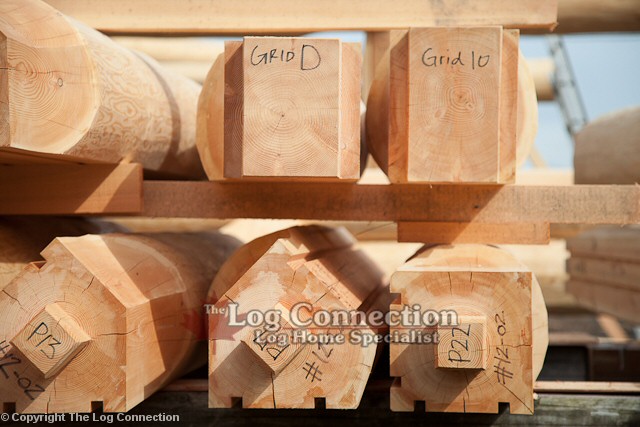 GRID D
Grid 10
The Log Connection
Log Home Specialist
P13
#12-02
P22
#12-02
© Copyright The Log Connection